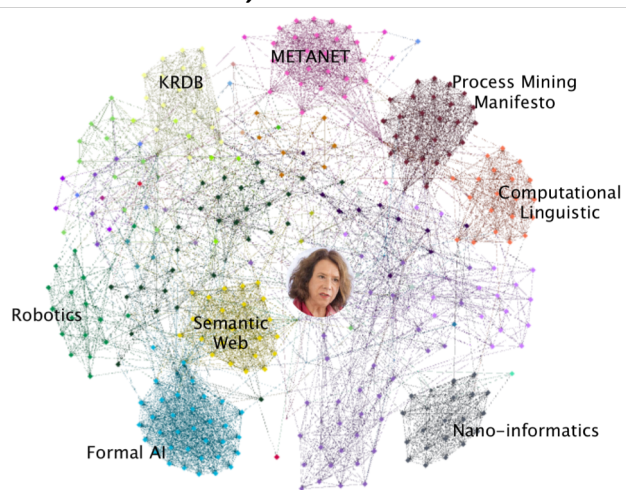 METANET
KRDB
Process Mining
Manifesto
Computational
Linguistic
Robotics
Semantic
Web
Formal AI
Nano-informatics